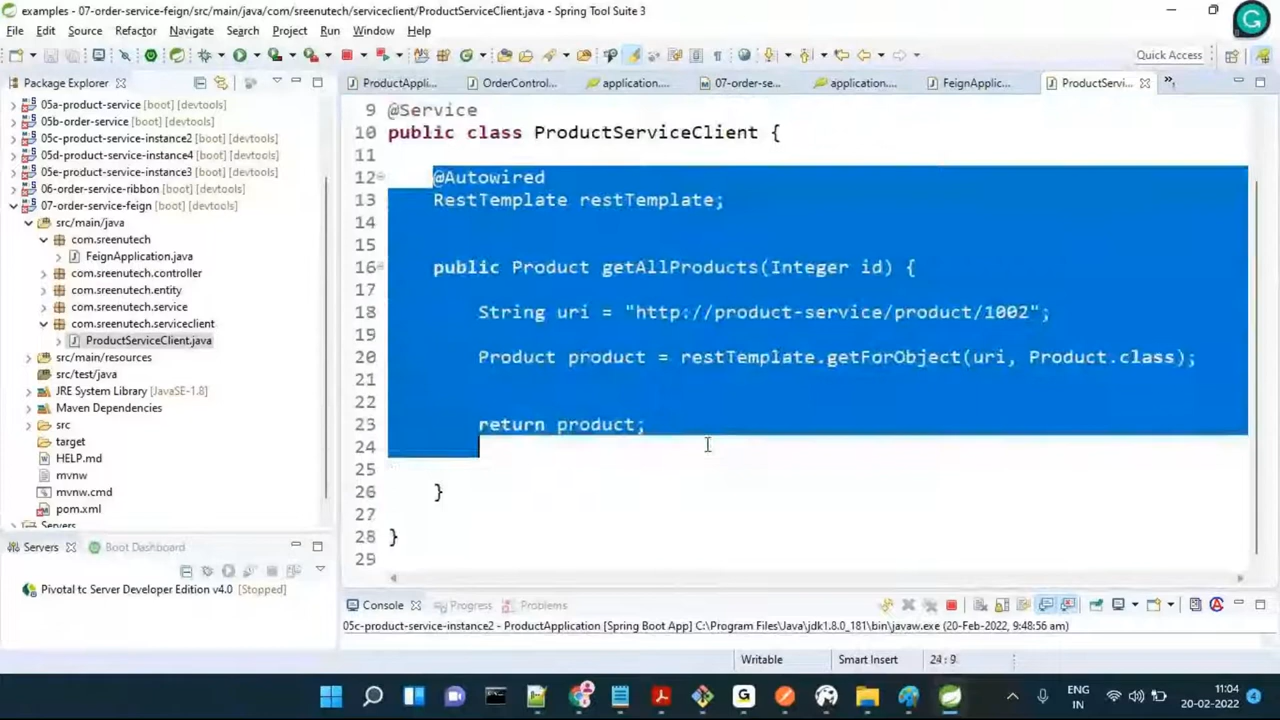 examples - 07-order-service-feign/src/main/java/com/sreenutech/serviceclient/ProductServiceClient.java - Spring Tool Suite 3
File Edit Source Refactor Navigate Search Project Run Window Help
Quick Access
Package Explorer
ProductAppli...
OrderControl...
application....
07-order-se...
application....
FeignApplic...
ProductServi...
05a-product-service [boot] [devtools]
05b-order-service [boot] [devtools]
05c-product-service-instance2 [boot] [devtools]
05d-product-service-instance4 [boot] [devtools]
05e-product-service-instance3 [boot] [devtools]
06-order-service-ribbon [boot] [devtools]
07-order-service-feign [boot] [devtools]
src/main/java
com.sreenutech
FeignApplication.java
com.sreenutech.controller
com.sreenutech.entity
com.sreenutech.service
com.sreenutech.serviceclient
ProductServiceClient.java
src/main/resources
src/test/java
JRE System Library [JavaSE-1.8]
Maven Dependencies
src
target
HELP.md
mvnw
mvnw.cmd
pom.xml
Servers
9 @Service
10 public class ProductServiceClient {
11
12 @Autowired
13 RestTemplate restTemplate;
14
15
16 public Product getAllProducts(Integer id) {
17
18 String uri = "http://product-service/product/1002";
19
20 Product product = restTemplate.getForObject(uri, Product.class);
21
22
23 return product;
24
25
26 }
27
28 }
29
Servers
Boot Dashboard
Pivotal tc Server Developer Edition v4.0 [Stopped]
Console
Progress
Problems
05c-product-service-instance2 - ProductApplication [Spring Boot App] C:\Program Files\Java\jdk1.8.0_181\bin\javaw.exe (20-Feb-2022, 9:48:56 am)
Writable
Smart Insert
24 : 9
ENG
IN
11:04
20-02-2022